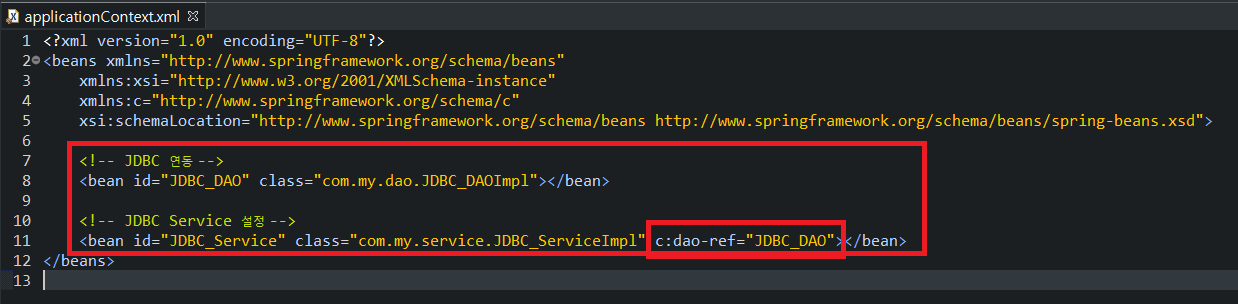 applicationContext.xml
1 <?xml version="1.0" encoding="UTF-8"?>
2 <beans xmlns="http://www.springframework.org/schema/beans"
3 xmlns:xsi="http://www.w3.org/2001/XMLSchema-instance"
4 xmlns:c="http://www.springframework.org/schema/c"
5 xsi:schemaLocation="http://www.springframework.org/schema/beans http://www.springframework.org/schema/beans/spring-beans.xsd">
6
7 <!-- JDBC 연동 -->
8 <bean id="JDBC_DAO" class="com.my.dao.JDBC_DAOImpl"></bean>
9
10 <!-- JDBC Service 설정 -->
11 <bean id="JDBC_Service" class="com.my.service.JDBC_ServiceImpl" c:dao-ref="JDBC_DAO"></bean>
12 </beans>
13